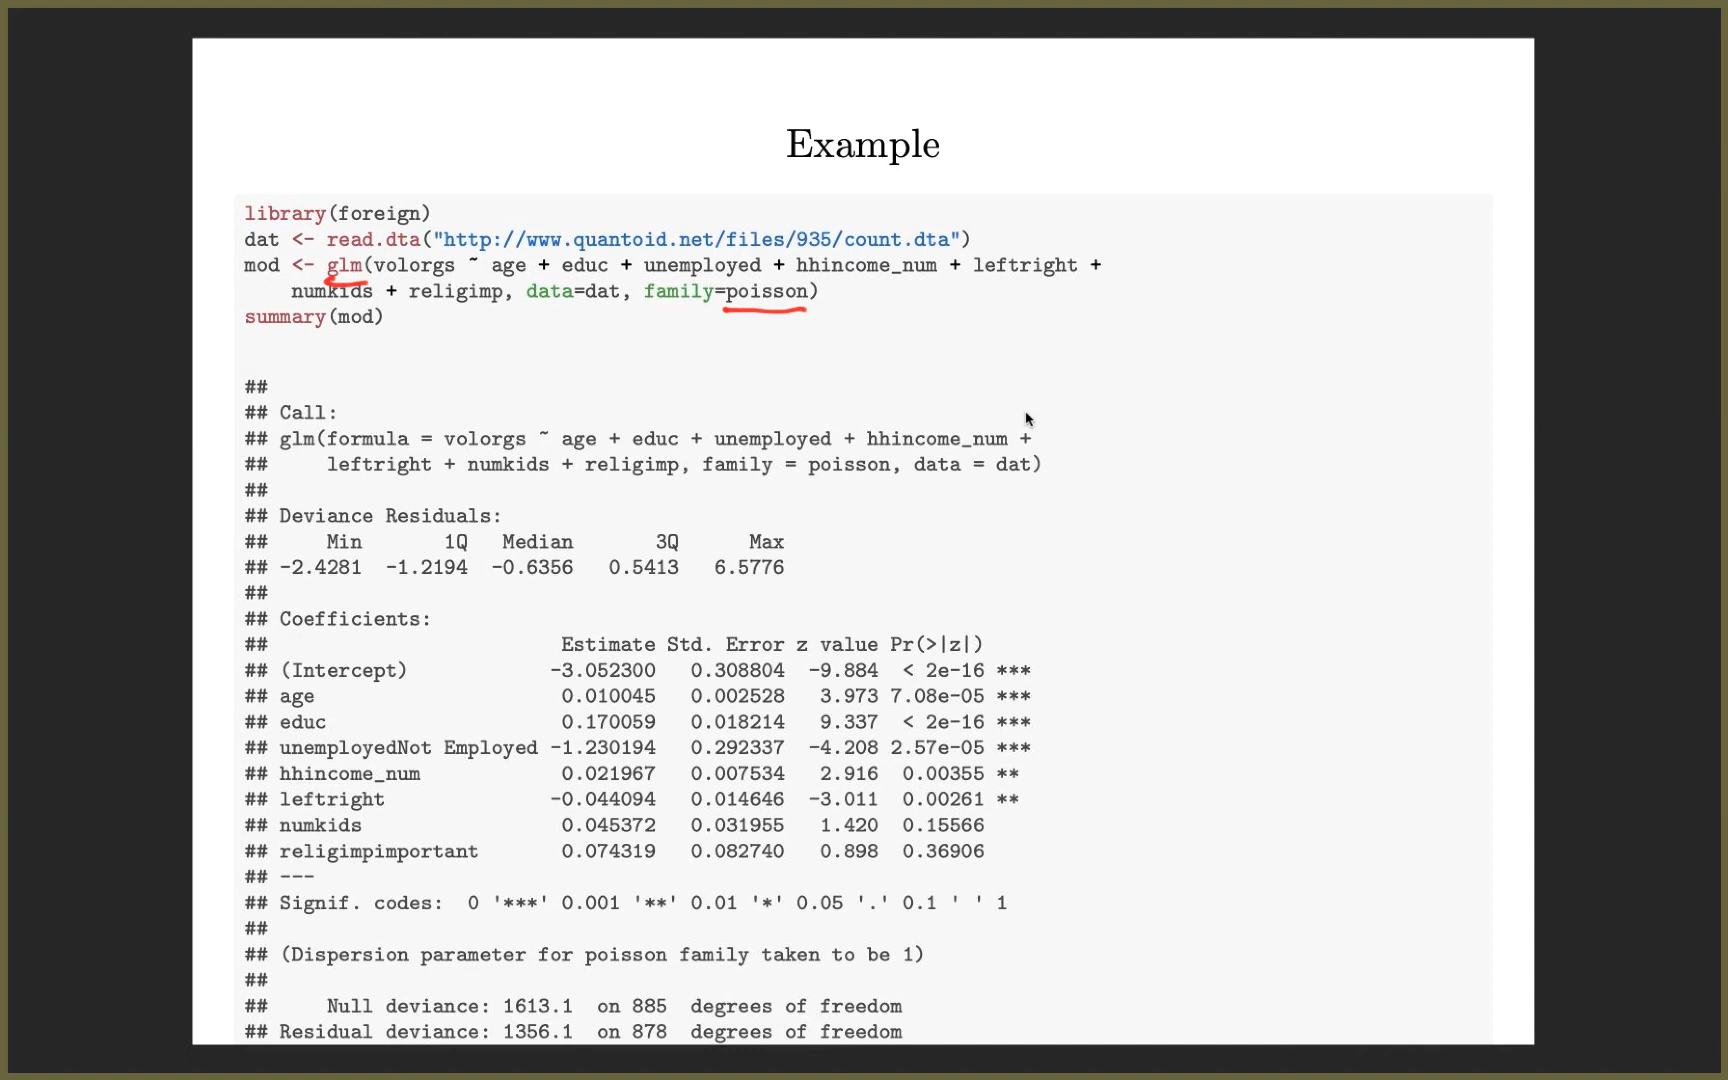 Example
library(foreign)
dat <- read.dta("http://www.quantoid.net/files/935/count.dta")
mod <- glm(volorgs ~ age + educ + unemployed + hhincome_num + leftright +
    numkids + religimp, data=dat, family=poisson)
summary(mod)
##
## Call:
## glm(formula = volorgs ~ age + educ + unemployed + hhincome_num +
##     leftright + numkids + religimp, family = poisson, data = dat)
##
## Deviance Residuals:
##     Min       1Q   Median       3Q      Max
## -2.4281  -1.2194  -0.6356   0.5413   6.5776
##
## Coefficients:
##                         Estimate Std. Error z value Pr(>|z|)
## (Intercept)            -3.052300   0.308804  -9.884  < 2e-16 ***
## age                     0.010045   0.002528   3.973 7.08e-05 ***
## educ                    0.170059   0.018214   9.337  < 2e-16 ***
## unemployedNot Employed -1.230194   0.292337  -4.208 2.57e-05 ***
## hhincome_num            0.021967   0.007534   2.916  0.00355 **
## leftright              -0.044094   0.014646  -3.011  0.00261 **
## numkids                 0.045372   0.031955   1.420  0.15566
## religimpimportant       0.074319   0.082740   0.898  0.36906
## ---
## Signif. codes:  0 '***' 0.001 '**' 0.01 '*' 0.05 '.' 0.1 ' ' 1
##
## (Dispersion parameter for poisson family taken to be 1)
##
##     Null deviance: 1613.1  on 885  degrees of freedom
## Residual deviance: 1356.1  on 878  degrees of freedom